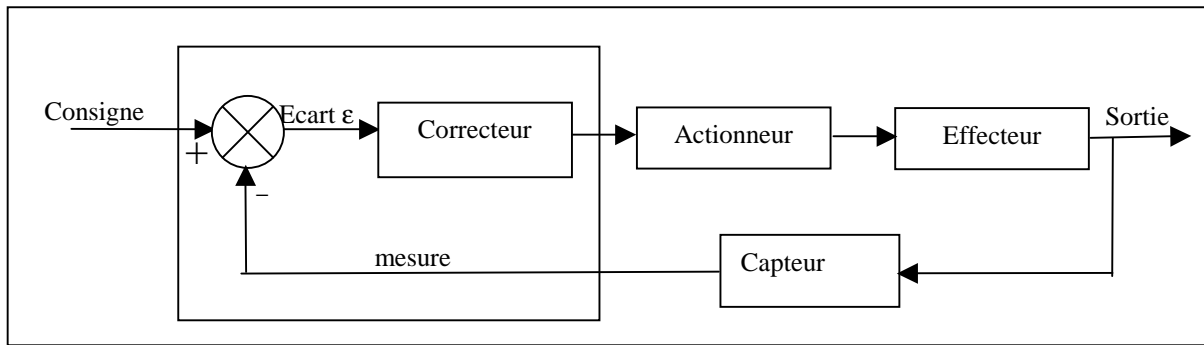 Consigne
+
Ecart ε
Correcteur
Actionneur
Effecteur
Sortie
–
mesure
Capteur